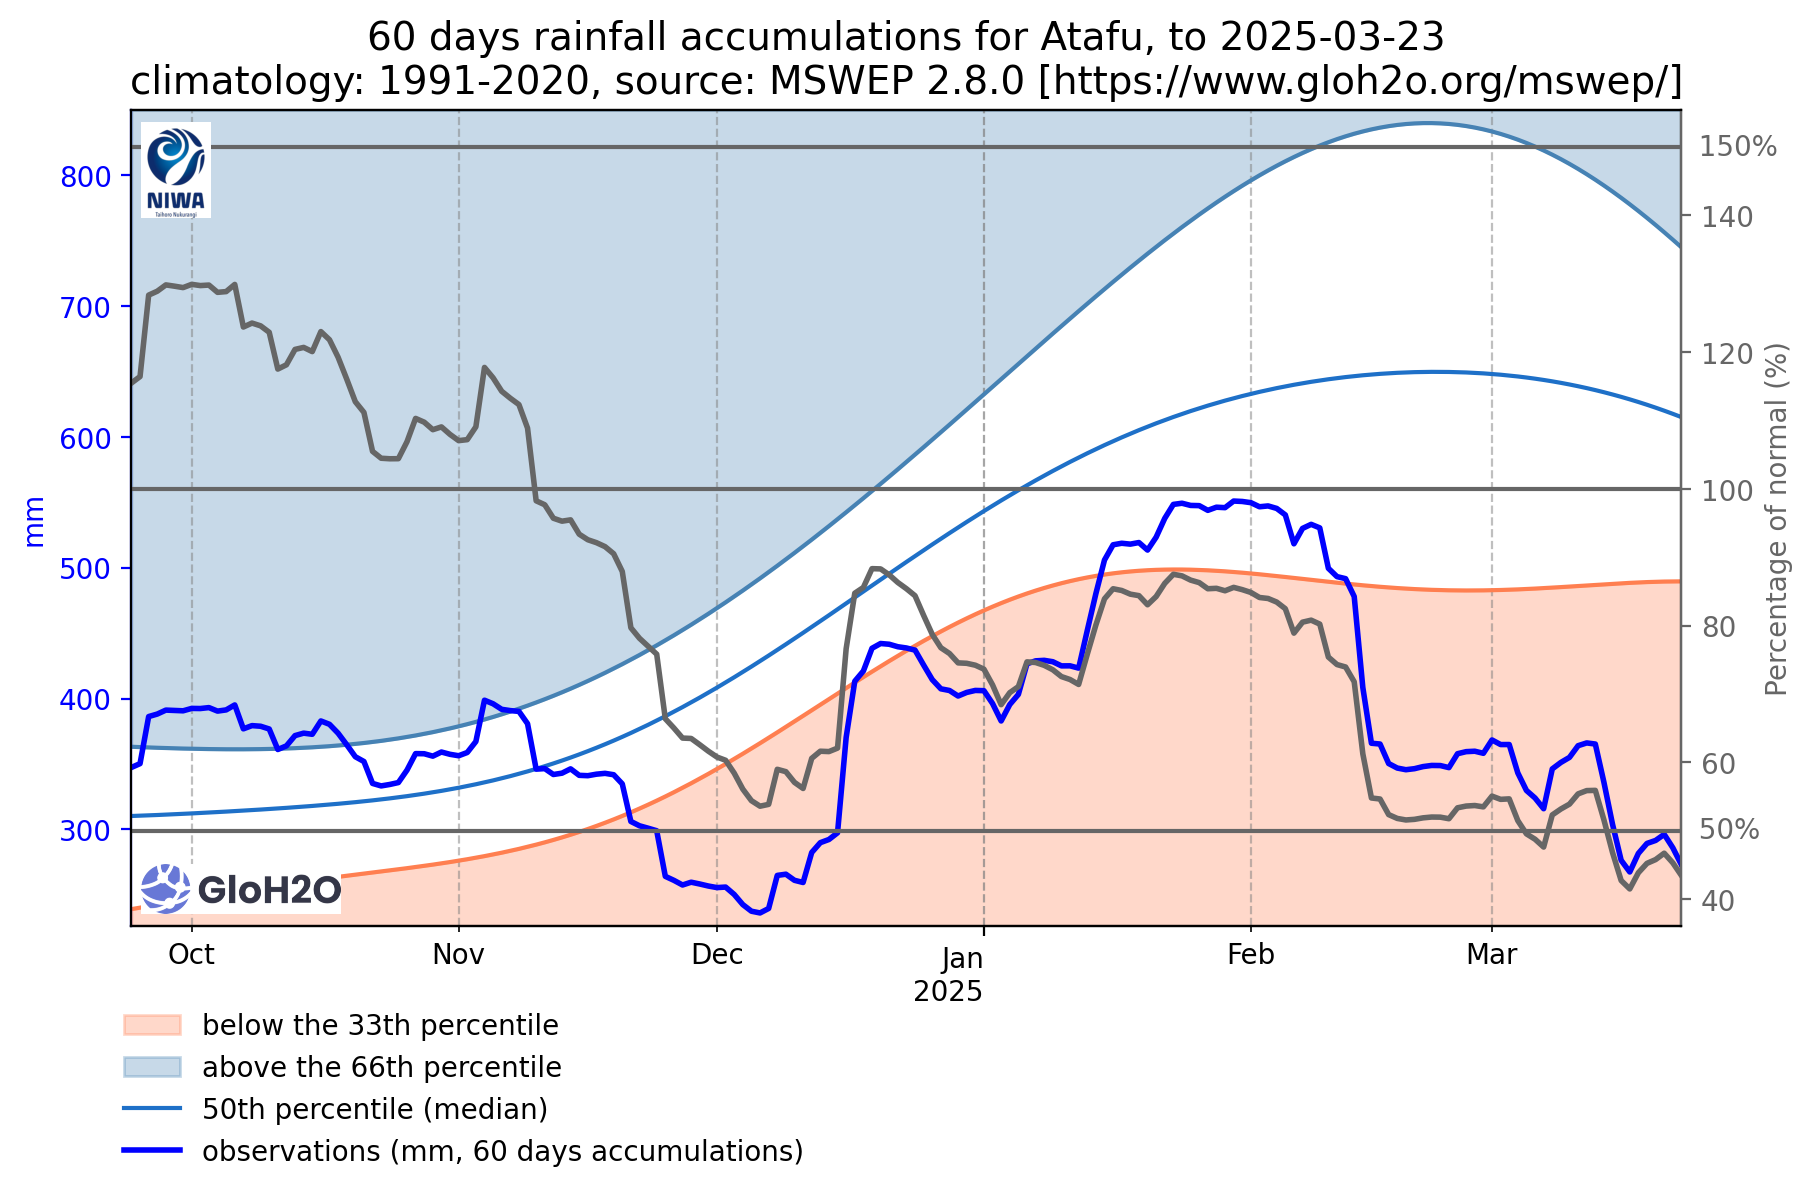 60 days rainfall accumulations for Atafu, to 2025-03-23
climatology: 1991-2020, source: MSWEP 2.8.0 [https://www.gloh2o.org/mswep/]
NIWA
Taihoro Nukurangi
800
700
600
500
400
300
mm
150%
140
120
100
80
60
50%
40
Percentage of normal (%)
GloH2O
Oct
Nov
Dec
Jan
2025
Feb
Mar
below the 33th percentile
above the 66th percentile
50th percentile (median)
observations (mm, 60 days accumulations)